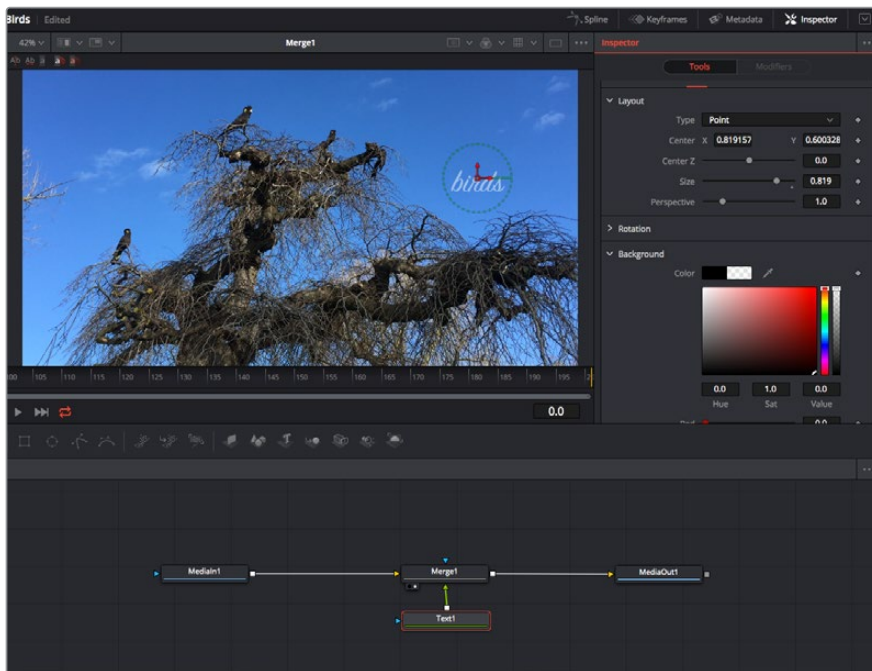 Birds Edited Spline Keyframes Metadata Inspector
42% Merge1 Inspector
Tools Modifiers
Layout
Type Point
Center X 0.819157 Y 0.600328
Center Z 0.0
Size 0.819
Perspective 1.0
Rotation
Background
Color
birds
0.0 1.0 0.0
Hue Sat Value
105 110 115 120 125 130 135 140 145 150 155 160 165 170 175 180 185 190 195
0.0
MediaIn1 Merge1 MediaOut1
Text1